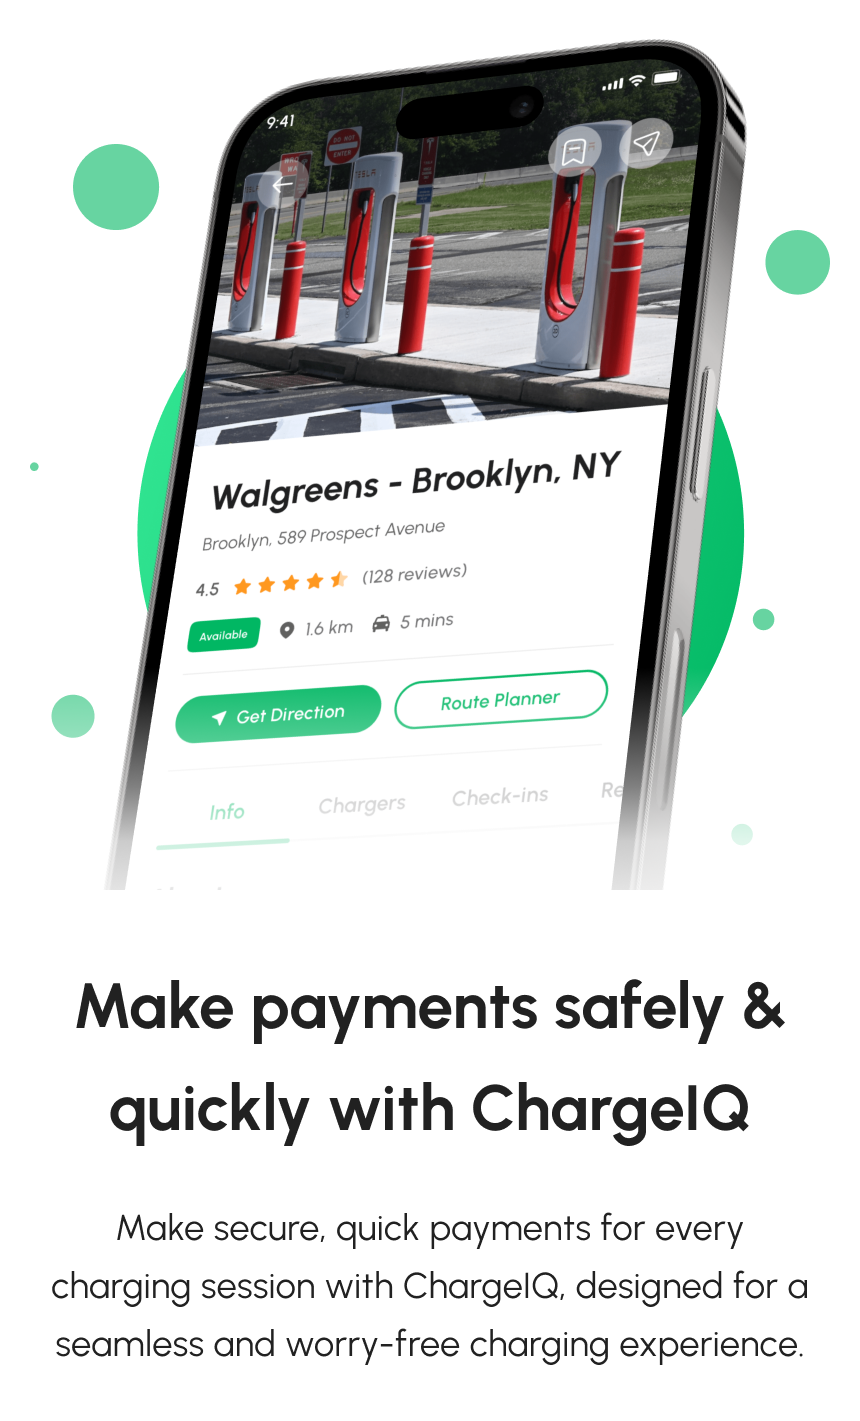 9:41
DO NOT
ENTER
TESLA
Walgreens - Brooklyn, NY
Brooklyn, 589 Prospect Avenue
4.5 (128 reviews)
Available 1.6 km 5 mins
Get Direction Route Planner
Info Chargers Check-ins Re
Make payments safely &
quickly with ChargeIQ
Make secure, quick payments for every
charging session with ChargeIQ, designed for a
seamless and worry-free charging experience.